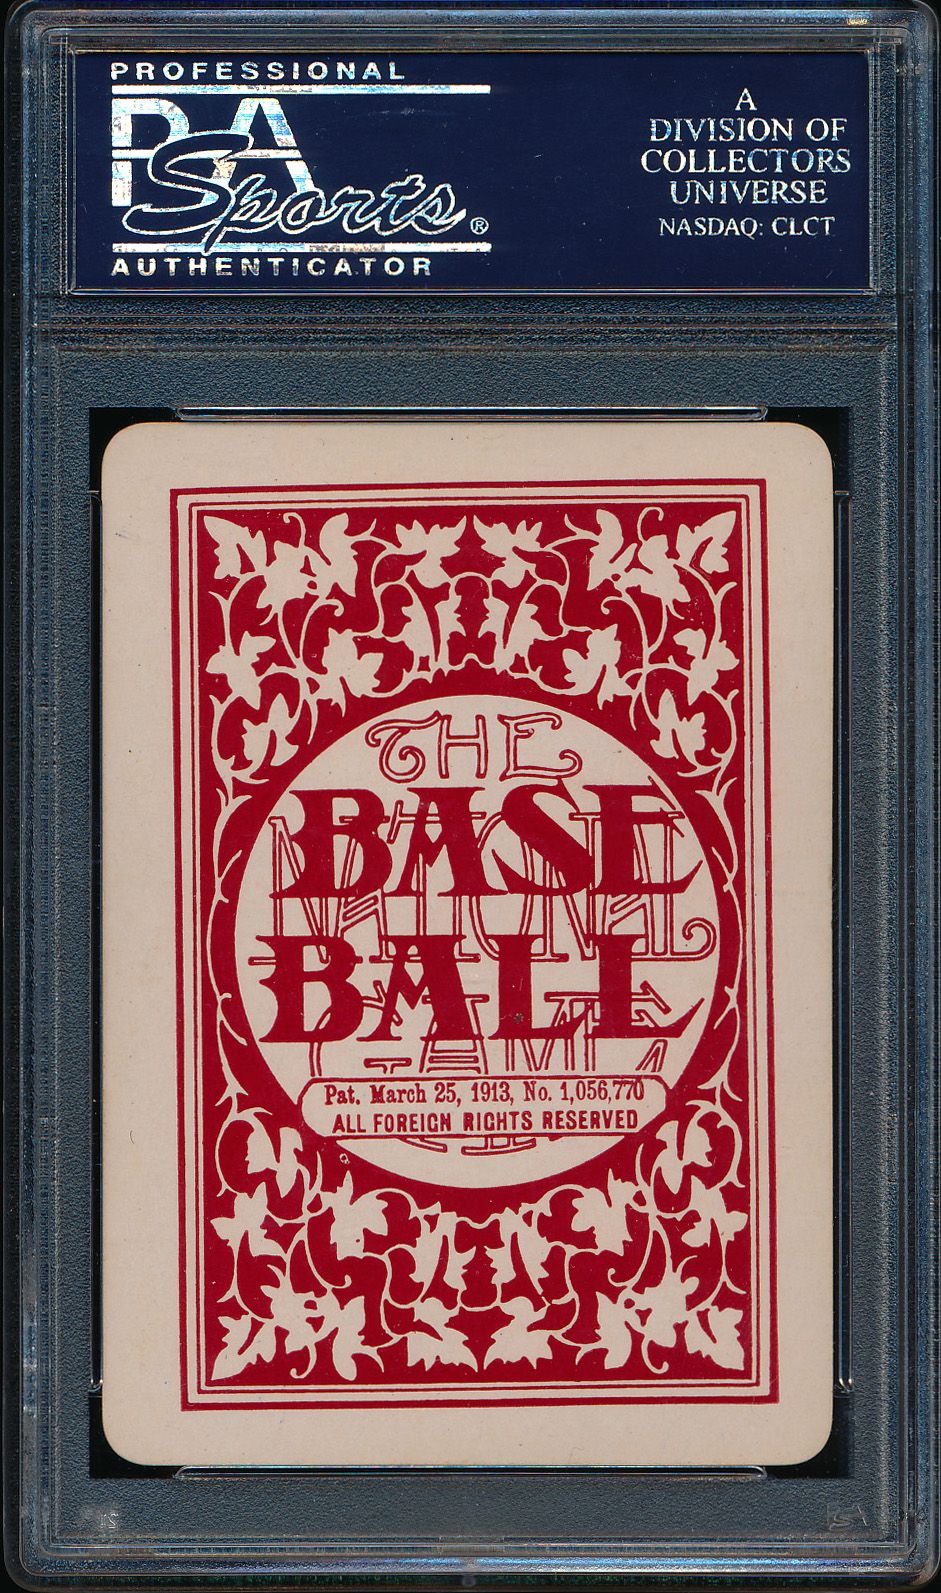 PROFESSIONAL
PSA
Sports®
AUTHENTICATOR
A
DIVISION OF
COLLECTORS
UNIVERSE
NASDAQ: CLCT
THE
BASE
NATIONAL
BALL
GAME
Pat. March 25, 1913, No. 1,056,770
ALL FOREIGN RIGHTS RESERVED